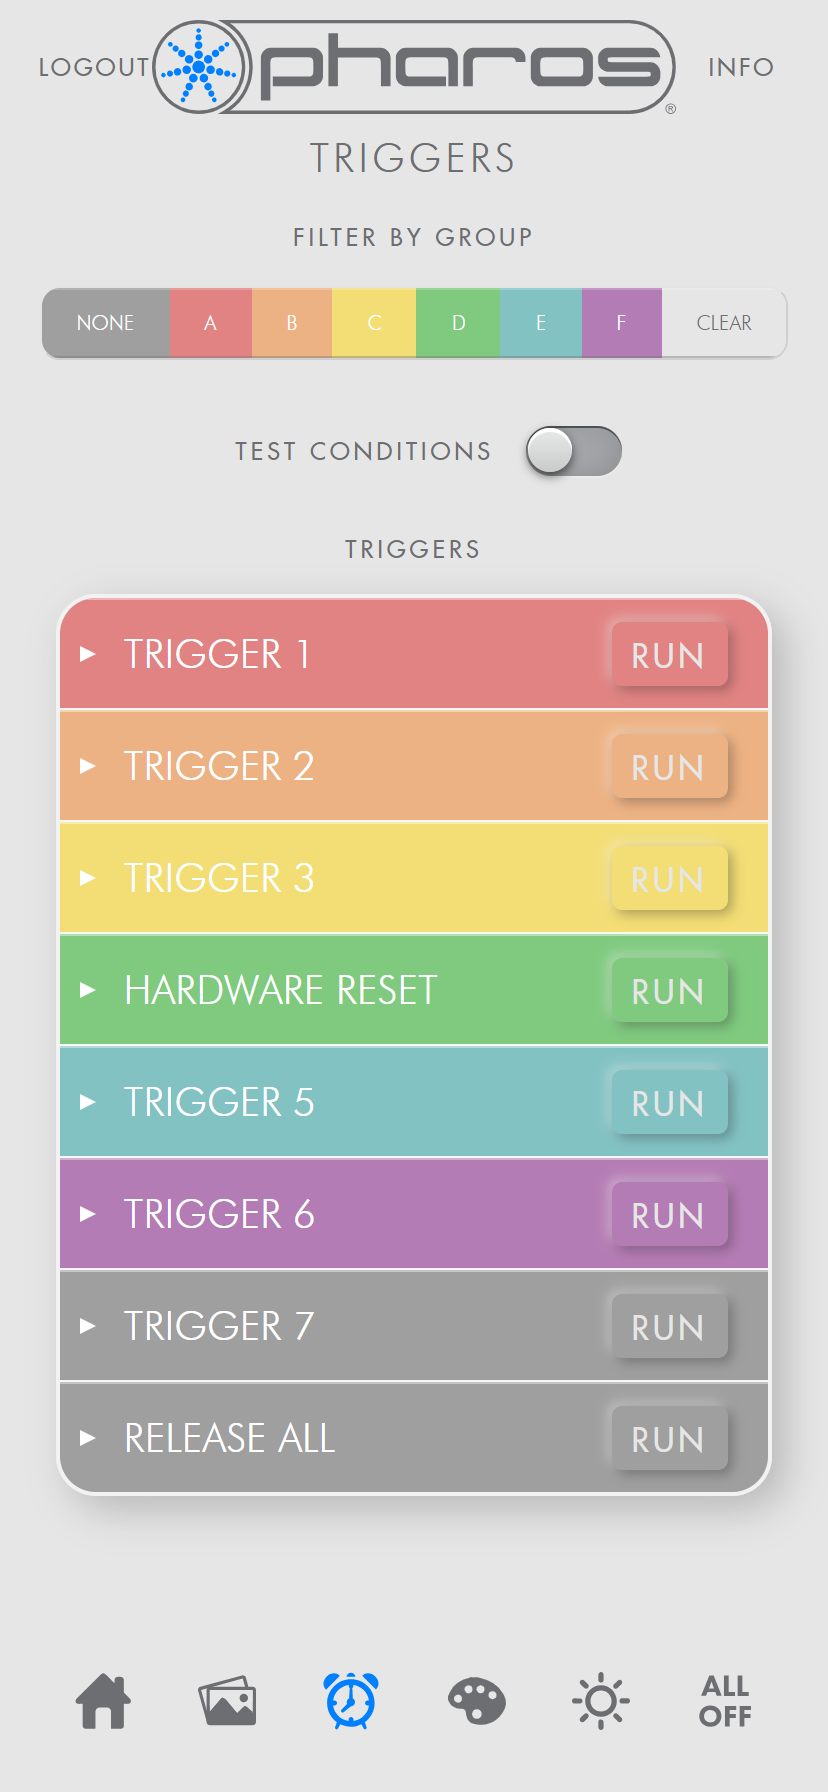 LOGOUT
pharos®
INFO
TRIGGERS
FILTER BY GROUP
NONE A B C D E F CLEAR
TEST CONDITIONS
TRIGGERS
TRIGGER 1 RUN
TRIGGER 2 RUN
TRIGGER 3 RUN
HARDWARE RESET RUN
TRIGGER 5 RUN
TRIGGER 6 RUN
TRIGGER 7 RUN
RELEASE ALL RUN
ALL
OFF